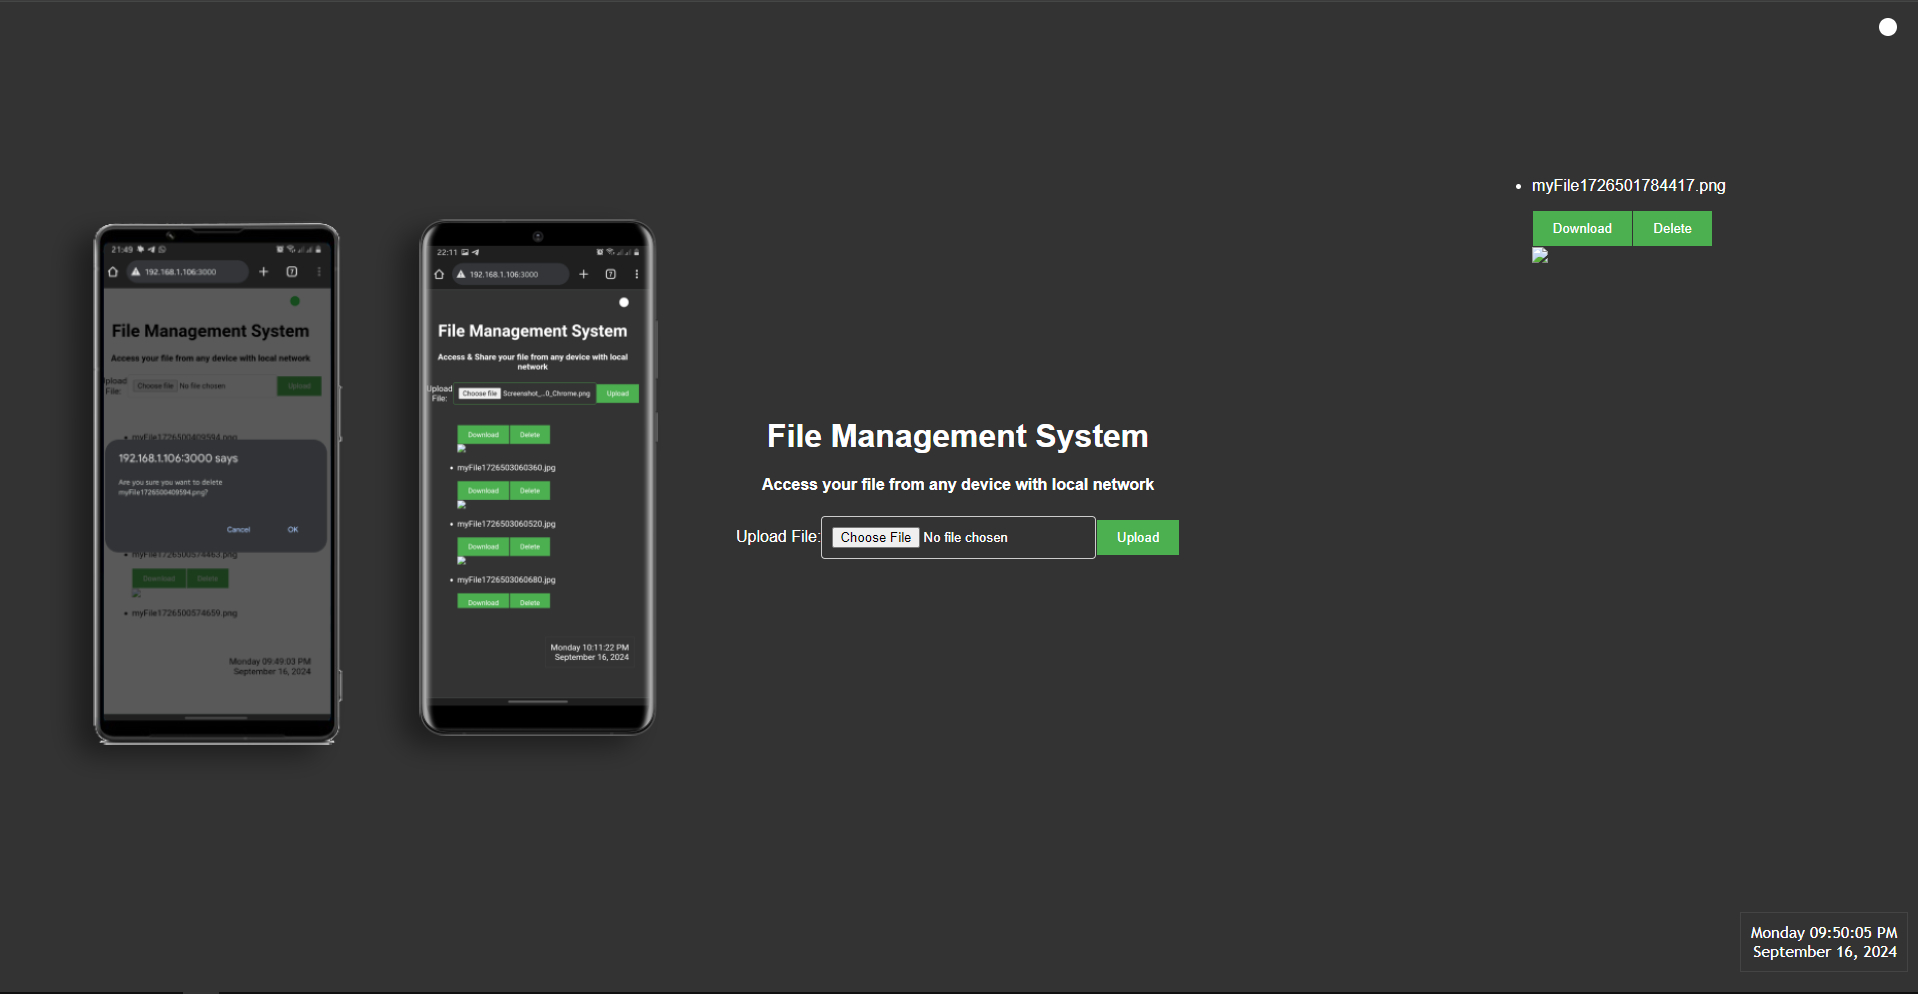 21:49
192.168.1.106:3000
7
File Management System
Access your file from any device with local network
Upload File:
Choose file No file chosen
Upload
myFile1726500409594.png
192.168.1.106:3000 says
Are you sure you want to delete
myFile1726500409594.png?
Cancel OK
myFile1726500574463.png
Download Delete
myFile1726500574659.png
Monday 09:49:03 PM
September 16, 2024
22:11
192.168.1.106:3000
7
File Management System
Access & Share your file from any device with local
network
Upload
File:
Choose file Screenshot_...0_Chrome.png
Upload
Download Delete
myFile1726503060360.jpg
Download Delete
myFile1726503060520.jpg
Download Delete
myFile1726503060680.jpg
Download Delete
Monday 10:11:22 PM
September 16, 2024
File Management System
Access your file from any device with local network
Upload File: Choose File No file chosen Upload
myFile1726501784417.png
Download Delete
Monday 09:50:05 PM
September 16, 2024